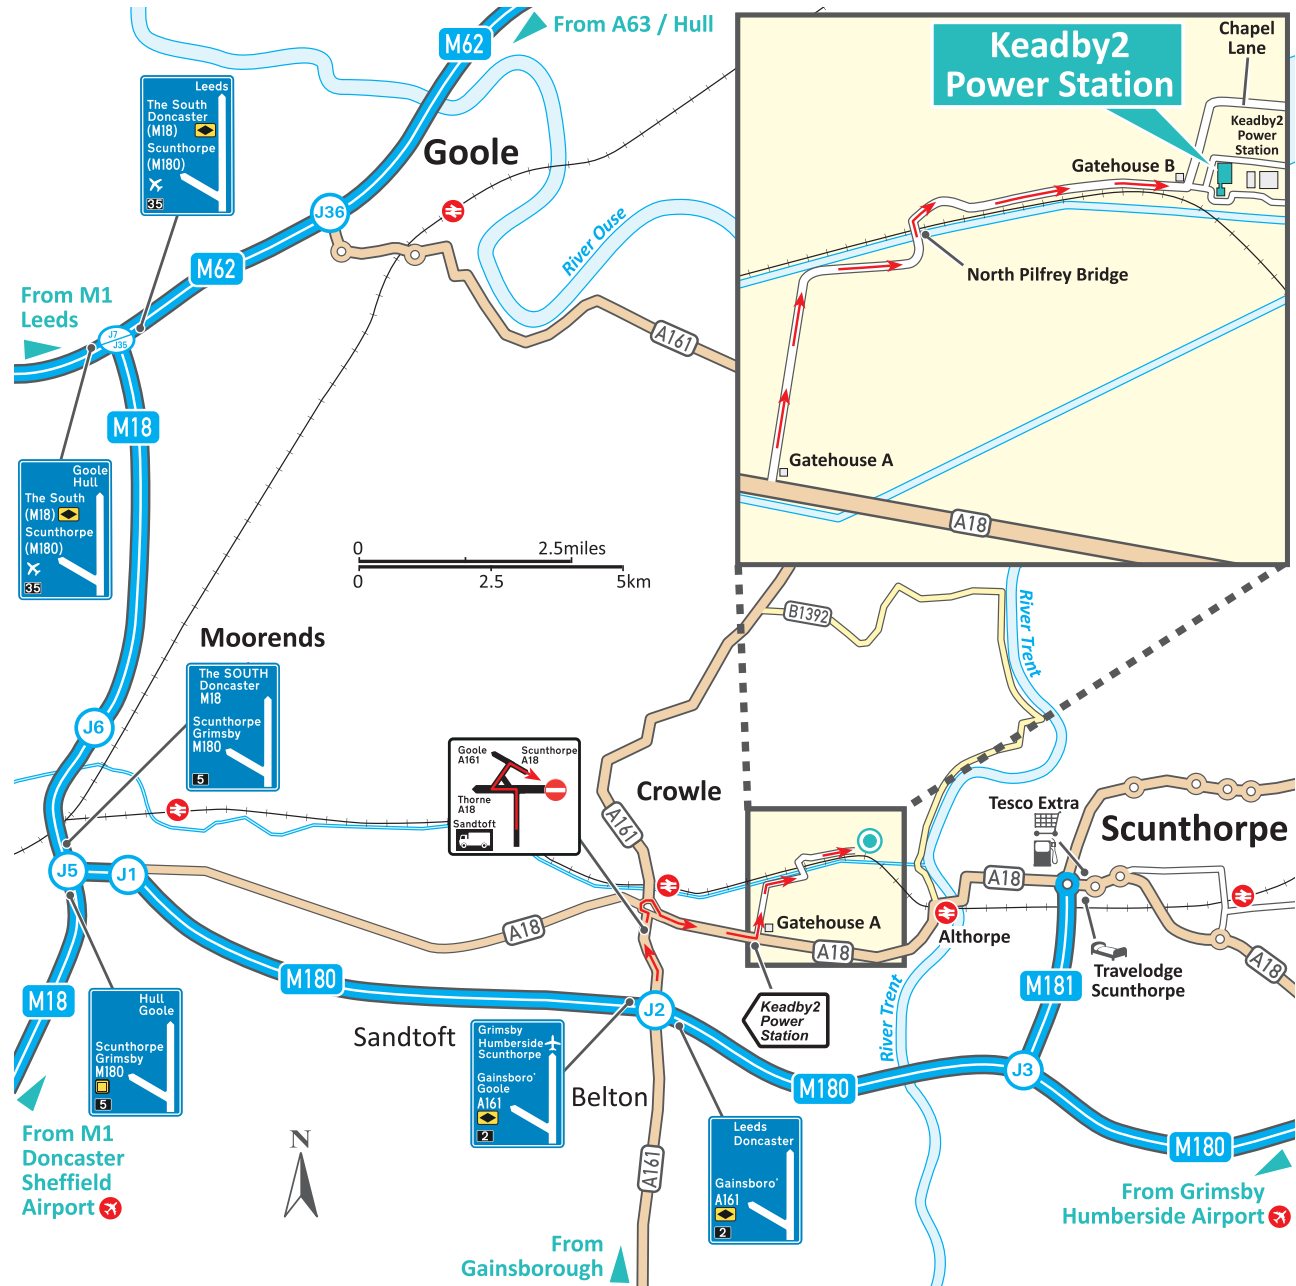 From A63 / Hull
M62
Goole
J36
M62
River Ouse
A161
From M1
Leeds
J7
J35
M18
Leeds
The South
Doncaster
(M18)
Scunthorpe
(M180)
35
Goole
Hull
The South
(M18)
Scunthorpe
(M180)
35
Keadby2
Power Station
Chapel
Lane
Keadby2
Power
Station
Gatehouse B
North Pilfrey Bridge
Gatehouse A
A18
0 2.5miles
0 2.5 5km
Moorends
The SOUTH
Doncaster
M18
Scunthorpe
Grimsby
M180
5
J6
B1392
River Trent
Goole
A161
Scunthorpe
A18
Thorne
A18
Sandtoft
Crowle
A161
Tesco Extra
Scunthorpe
J5
J1
A18
Gatehouse A
A18
A18
Althorpe
A18
Travelodge
Scunthorpe
M18
M180
Sandtoft
J2
Keadby2
Power
Station
River Trent
M181
J3
M180
M180
Hull
Goole
Scunthorpe
Grimsby
M180
5
Grimsby
Humberside
Scunthorpe
Gainsboro'
Goole
A161
2
Belton
A161
Leeds
Doncaster
Gainsboro'
A161
2
From M1
Doncaster
Sheffield
Airport
N
From
Gainsborough
From Grimsby
Humberside Airport